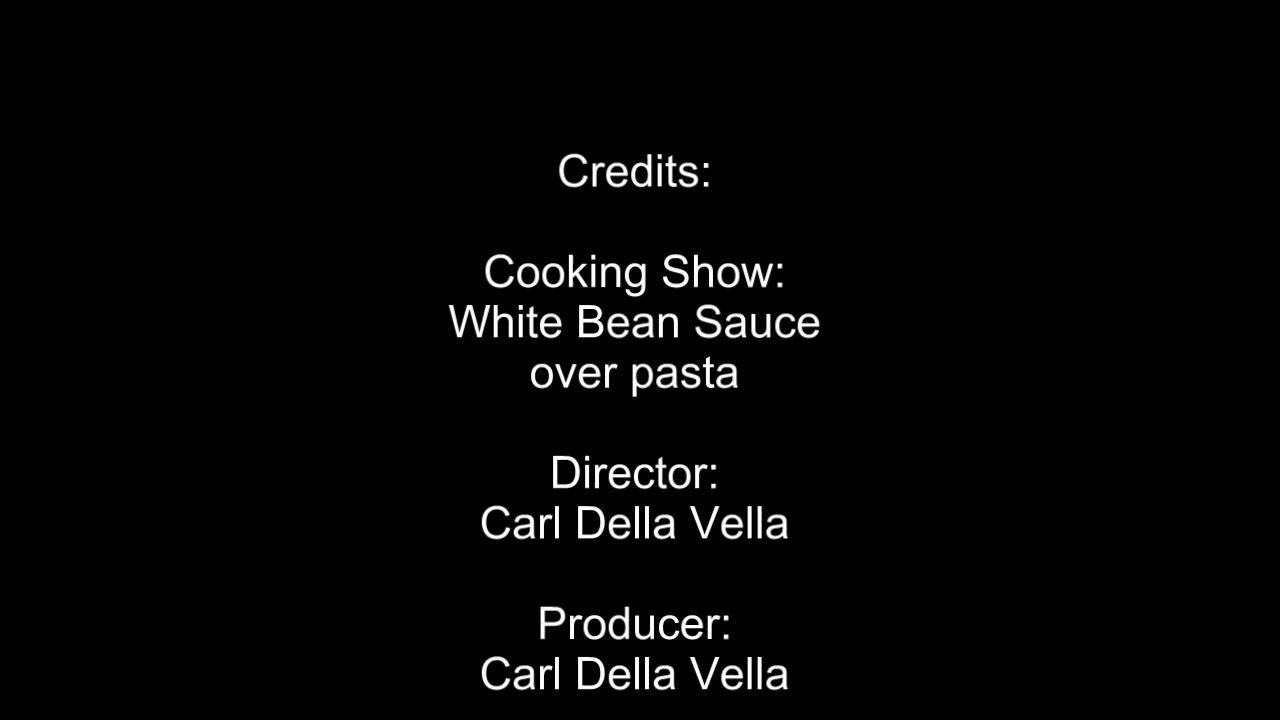 Credits:
Cooking Show:
White Bean Sauce
over pasta
Director:
Carl Della Vella
Producer:
Carl Della Vella